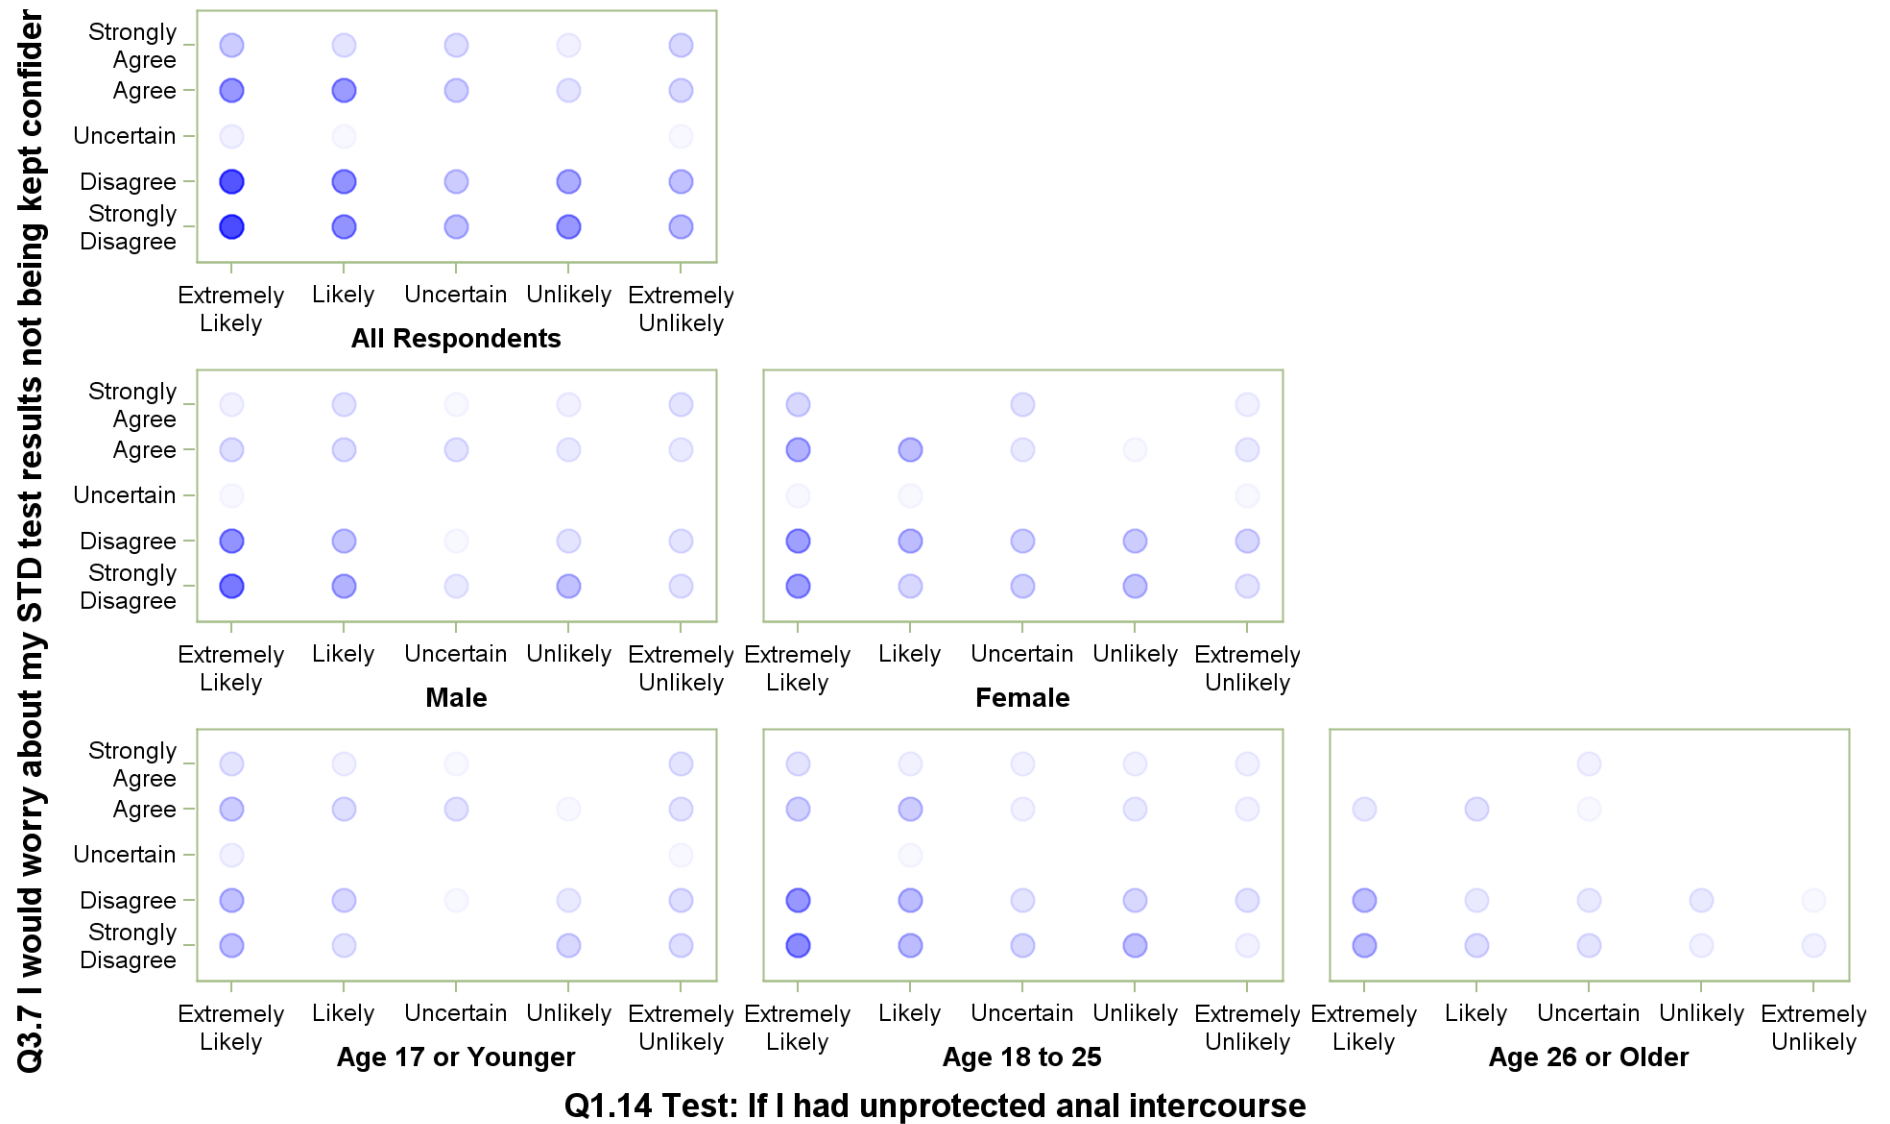 Q3.7 I would worry about my STD test results not being kept
Strongly
Agree
Agree
Uncertain
Disagree
Strongly
Disagree
Extremely
Likely
Likely
Uncertain
Unlikely
Extremely
Unlikely
All Respondents
Strongly
Agree
Agree
Uncertain
Disagree
Strongly
Disagree
Extremely
Likely
Likely
Uncertain
Unlikely
Extremely
Unlikely
Male
Extremely
Likely
Likely
Uncertain
Unlikely
Extremely
Unlikely
Female
Strongly
Agree
Agree
Uncertain
Disagree
Strongly
Disagree
Extremely
Likely
Likely
Uncertain
Unlikely
Extremely
Unlikely
Age 17 or Younger
Extremely
Likely
Likely
Uncertain
Unlikely
Extremely
Unlikely
Age 18 to 25
Extremely
Likely
Likely
Uncertain
Unlikely
Extremely
Unlikely
Age 26 or Older
Q1.14 Test: If I had unprotected anal intercourse